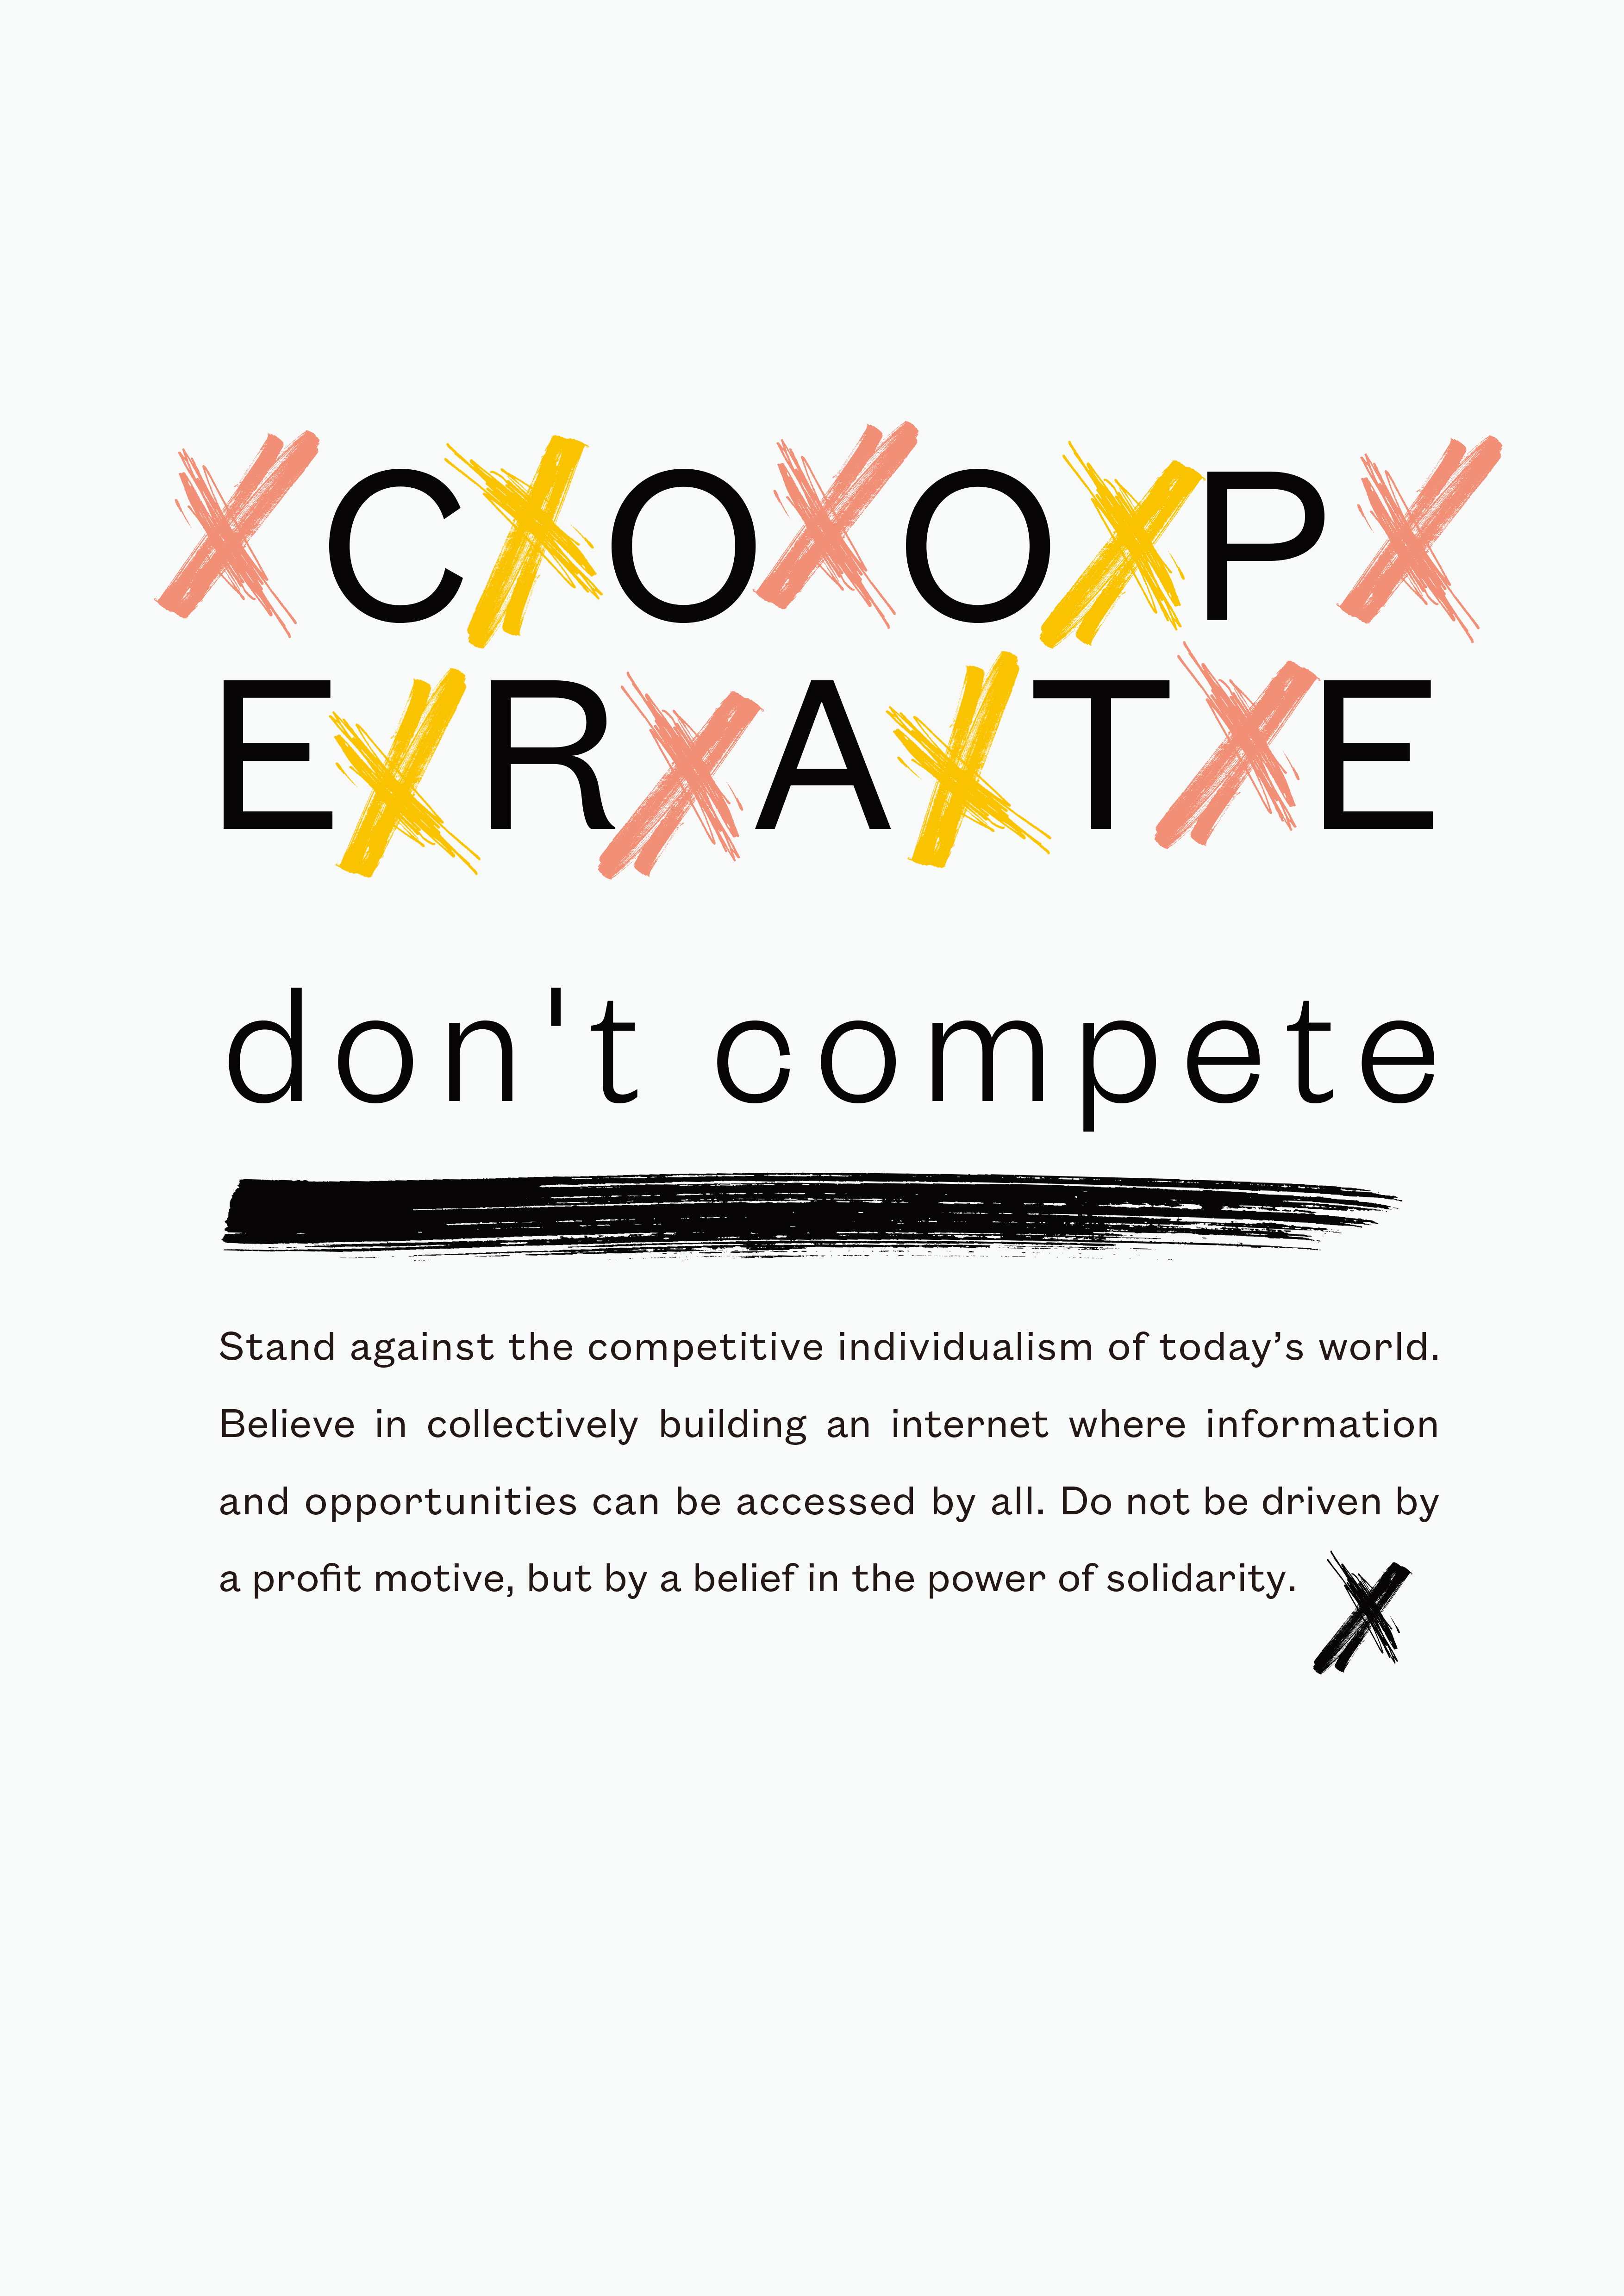 X C X O X O X P X
E X R X A X T X E
don't compete
Stand against the competitive individualism of today’s world.
Believe in collectively building an internet where information
and opportunities can be accessed by all. Do not be driven by
a profit motive, but by a belief in the power of solidarity.
X